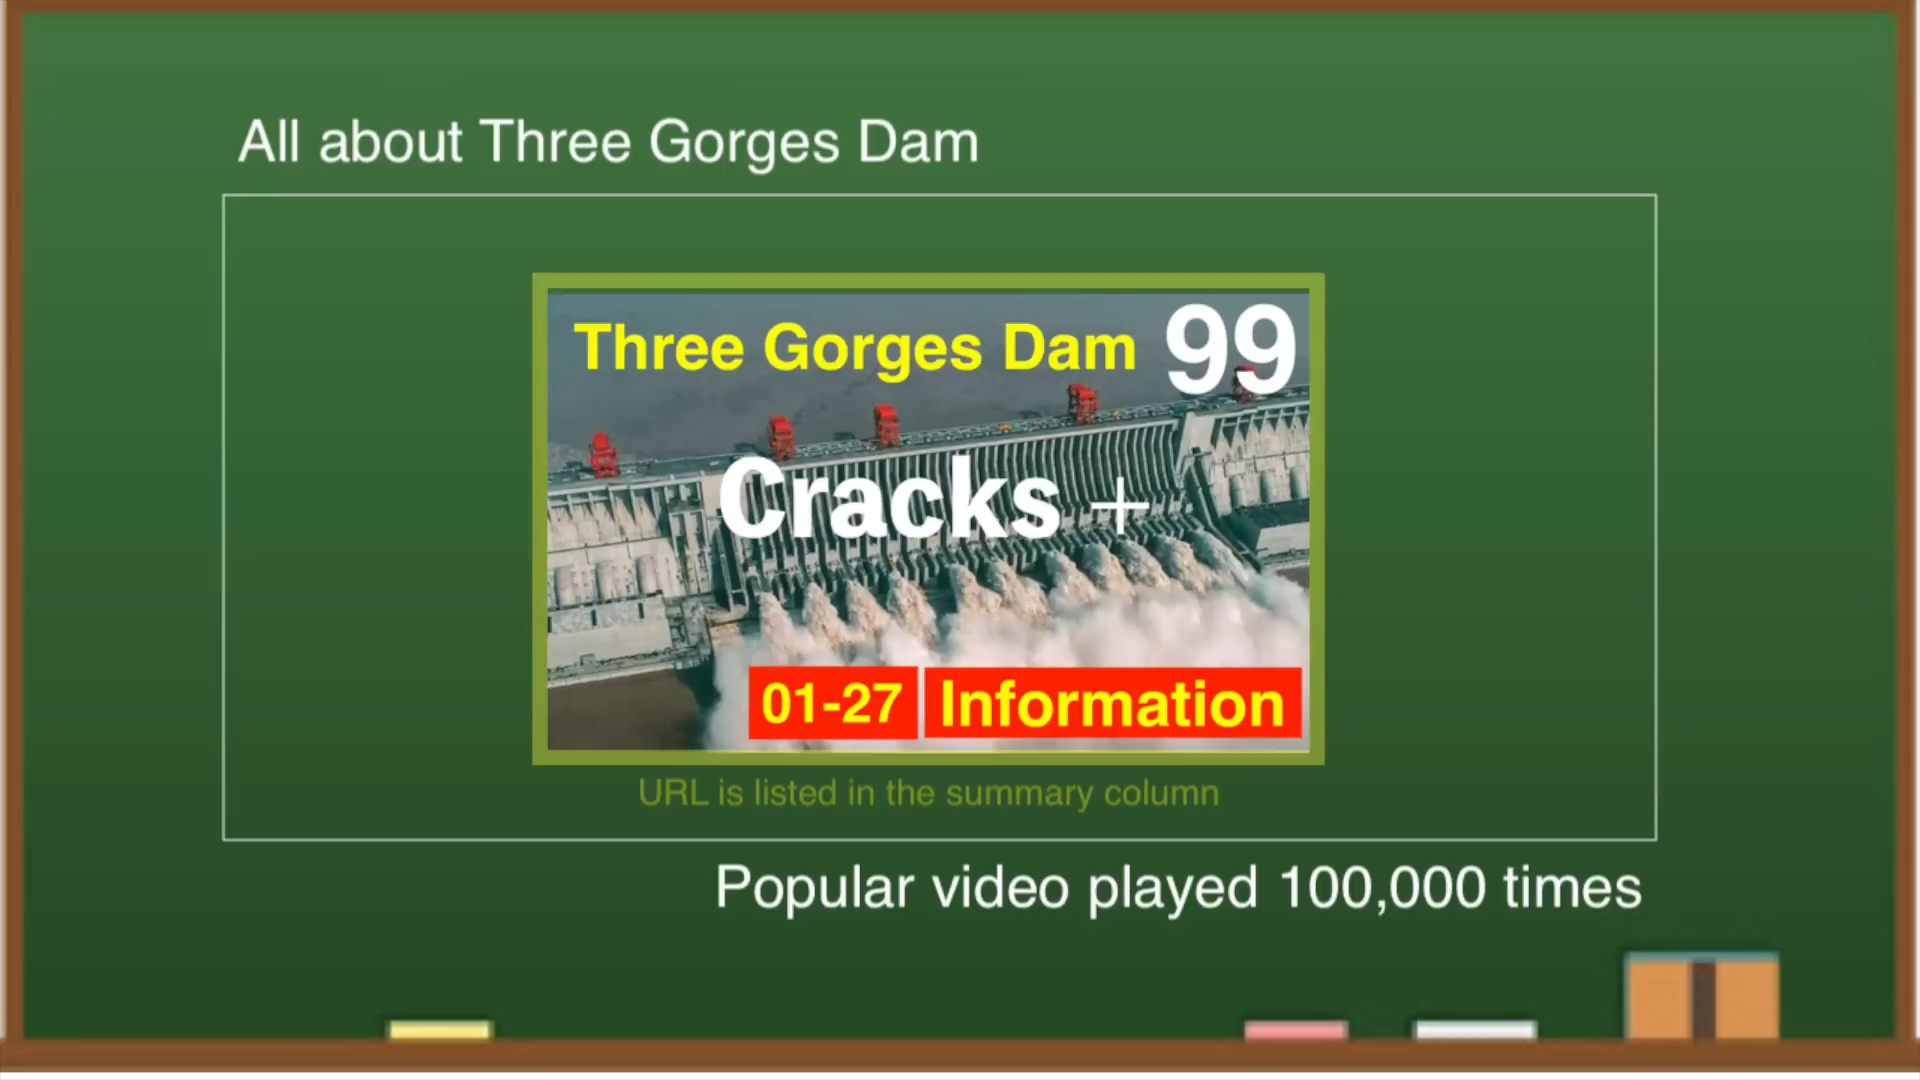 All about Three Gorges Dam
Three Gorges Dam 99
Cracks +
01-27 Information
URL is listed in the summary column
Popular video played 100,000 times